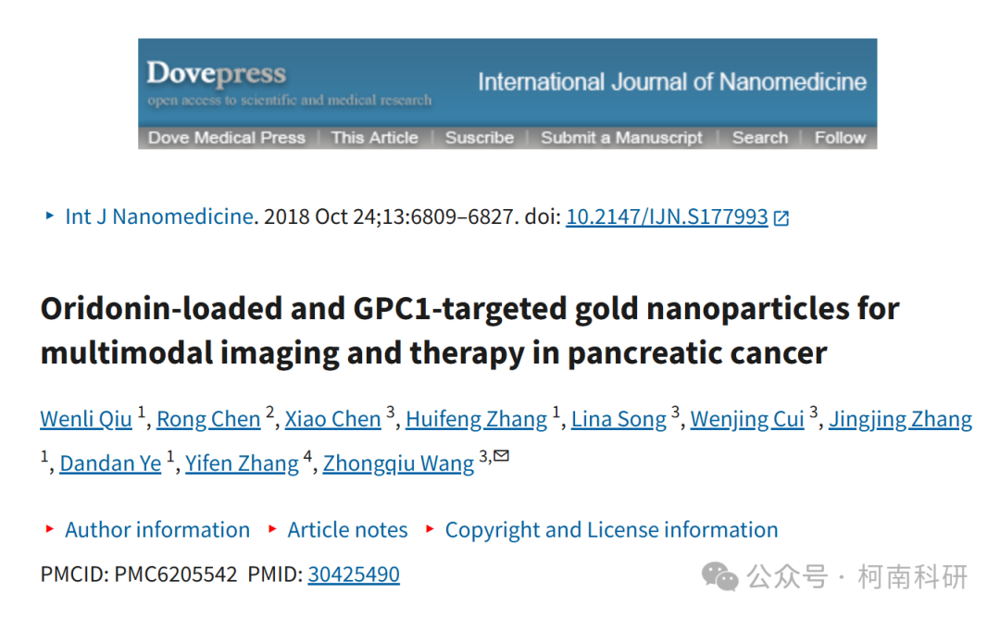 Dovepress
open access to scientific and medical research
International Journal of Nanomedicine
Dove Medical Press | This Article | Suscribe | Submit a Manuscript | Search | Follow
Int J Nanomedicine. 2018 Oct 24;13:6809–6827. doi: 10.2147/IJN.S177993
Oridonin-loaded and GPC1-targeted gold nanoparticles for
multimodal imaging and therapy in pancreatic cancer
Wenli Qiu 1, Rong Chen 2, Xiao Chen 3, Huifeng Zhang 1, Lina Song 3, Wenjing Cui 3, Jingjing Zhang
1, Dandan Ye 1, Yifen Zhang 4, Zhongqiu Wang 3,✉
Author information Article notes Copyright and License information
PMCID: PMC6205542 PMID: 30425490
公众号 · 柯南科研